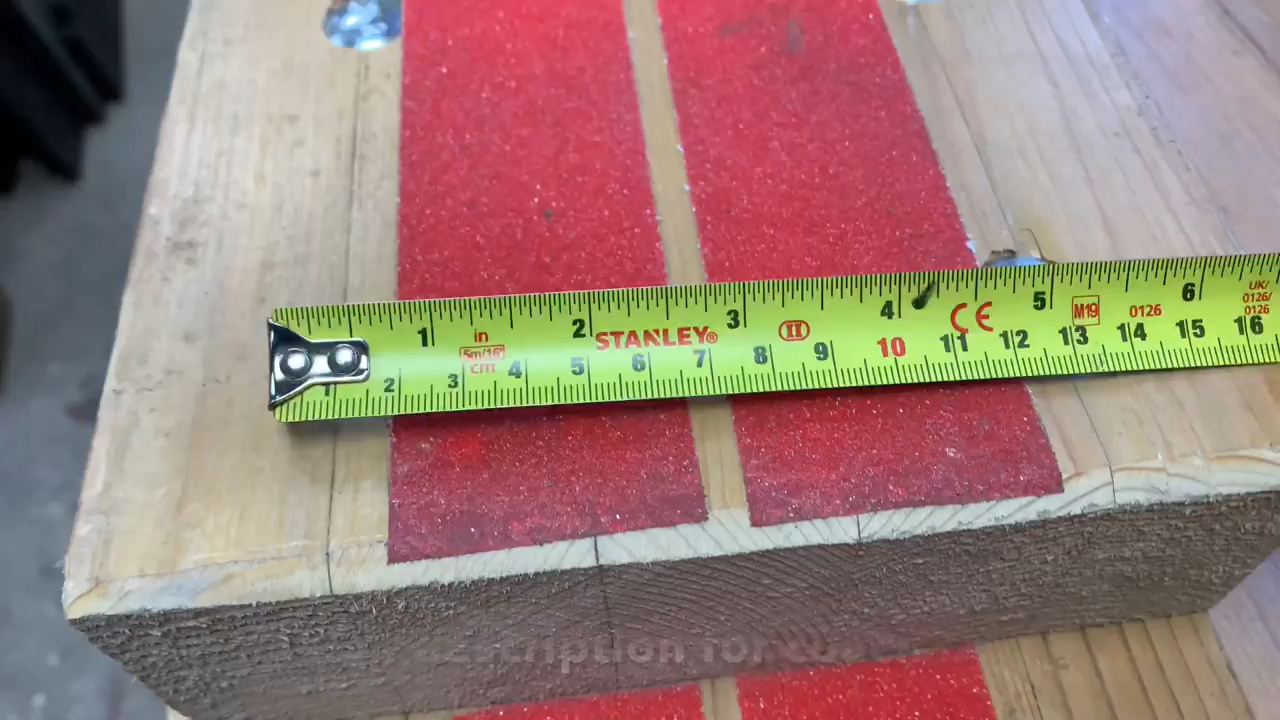 1 in 2 STANLEY® 3 II 4 CE 5 M19 0126 6 UK/ 0126/ 0126
5m/16'
cm
1 2 3 4 5 6 7 8 9 10 11 12 13 14 15 16